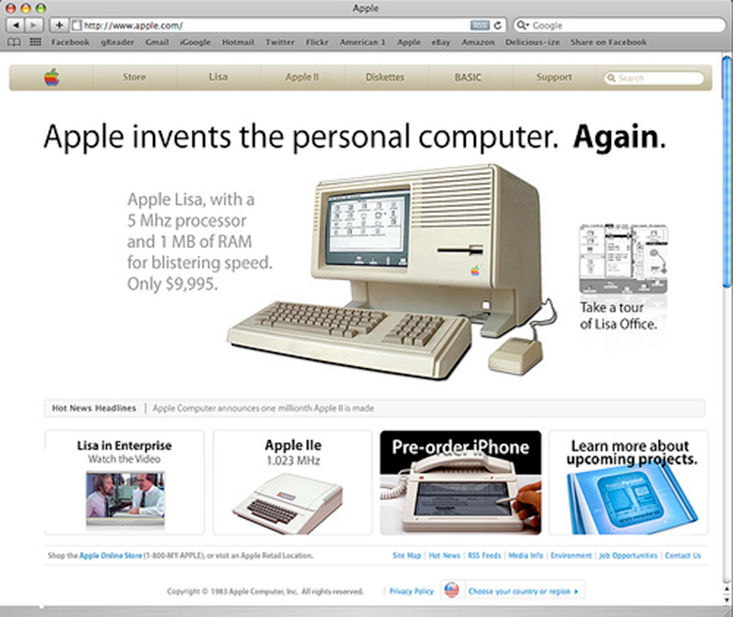 Apple
http://www.apple.com/
RSS
Google
Facebook gReader Gmail iGoogle Hotmail Twitter Flickr American 1 Apple eBay Amazon Delicious-ize Share on Facebook
Store Lisa Apple II Diskettes BASIC Support Search
Apple invents the personal computer. Again.
Apple Lisa, with a
5 Mhz processor
and 1 MB of RAM
for blistering speed.
Only $9,995.
Take a tour
of Lisa Office.
Hot News Headlines | Apple Computer announces one millionth Apple II is made
Lisa in Enterprise
Watch the Video
Apple IIe
1.023 MHz
Pre-order iPhone
Learn more about
upcoming projects.
Shop the Apple Online Store (1-800-MY-APPLE), or visit an Apple Retail Location.
Site Map | Hot News | RSS Feeds | Media Info | Environment | Job Opportunities | Contact Us
Copyright © 1983 Apple Computer, Inc. All rights reserved. | Privacy Policy Choose your country or region